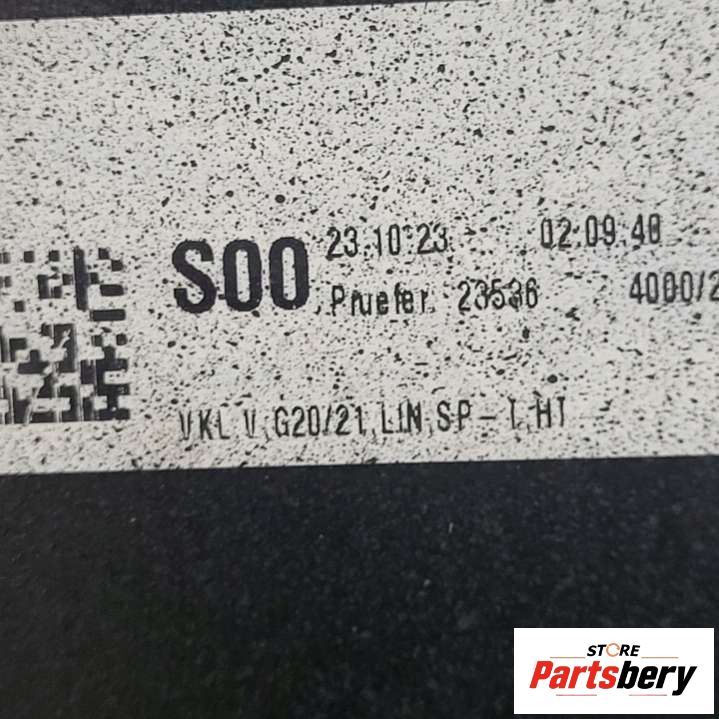 S00
23.10.23 02:09:40
Pruefer. 23536 4000/2
VKL V,G20/21,LIN,SP-T,HT
STORE
Partsbery